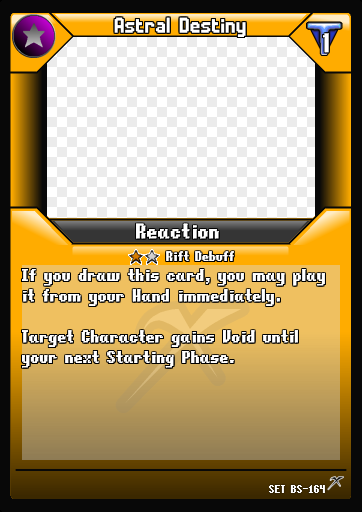 Astral Destiny
1
Reaction
Rift Debuff
If you draw this card, you may play
it from your Hand immediately.
Target Character gains Void until
your next Starting Phase.
SET BS-164